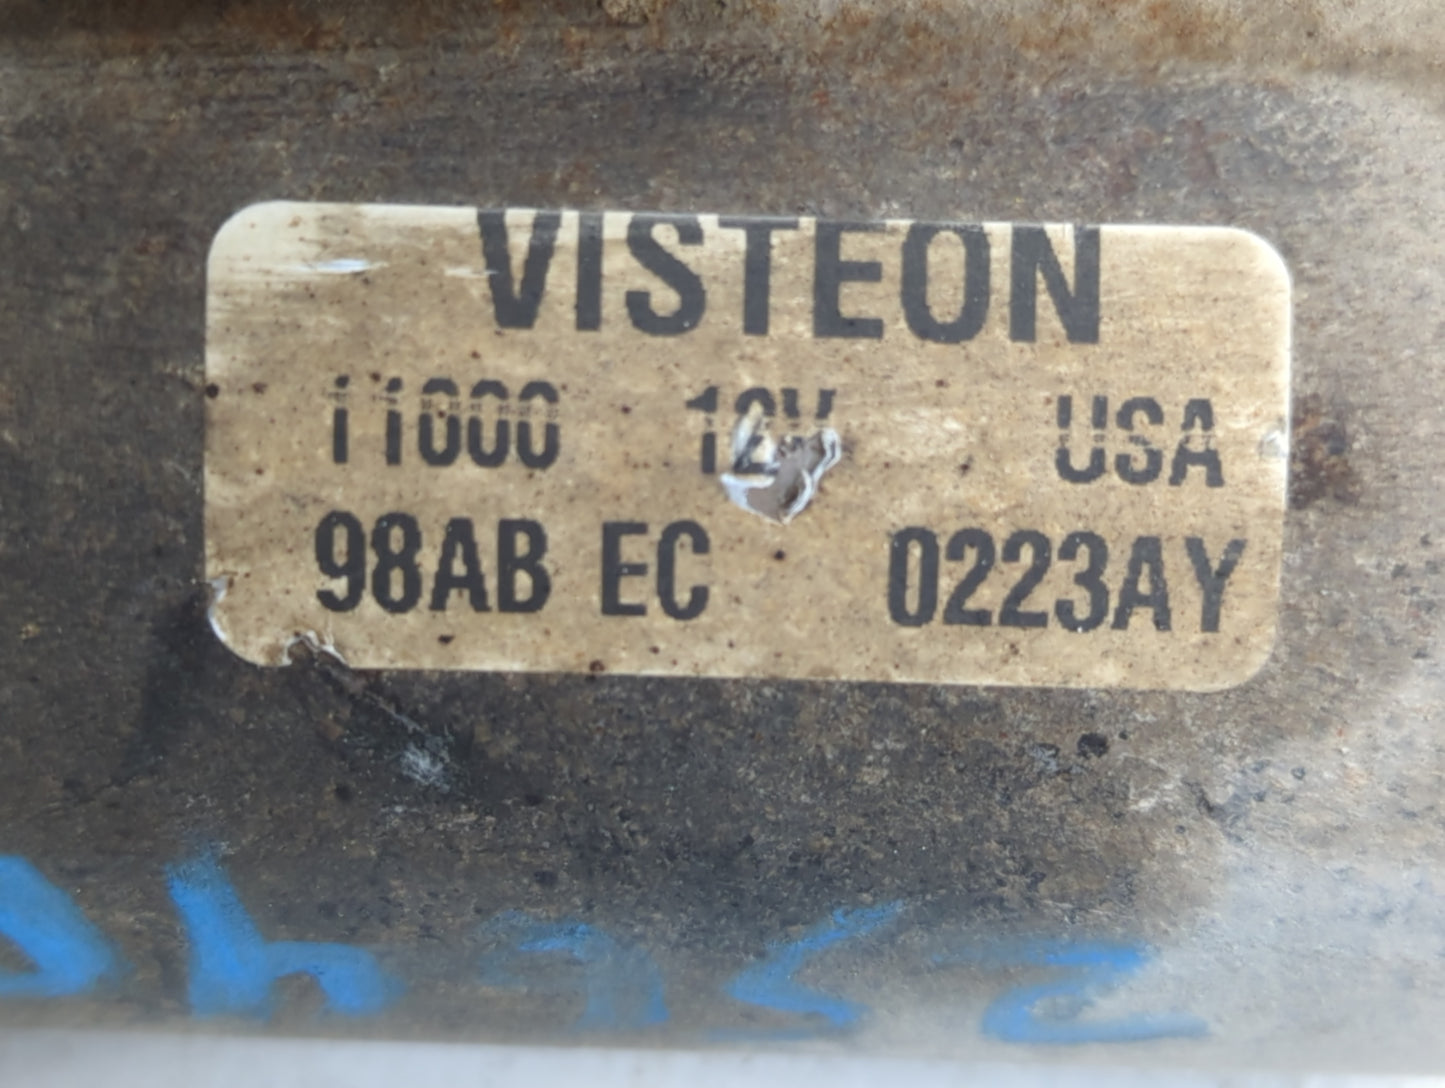 VISTEON
11000 12V USA
98AB EC 0223AY